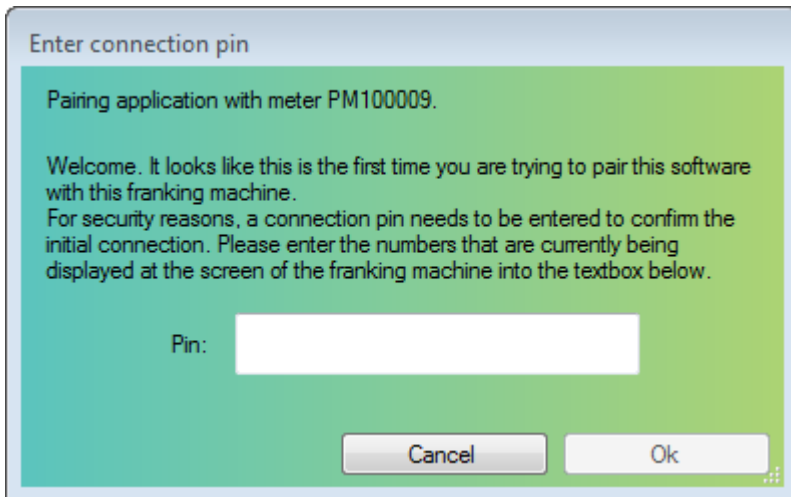 Enter connection pin
Pairing application with meter PM100009.
Welcome. It looks like this is the first time you are trying to pair this software
with this franking machine.
For security reasons, a connection pin needs to be entered to confirm the
initial connection. Please enter the numbers that are currently being
displayed at the screen of the franking machine into the textbox below.
Pin:
Cancel
Ok